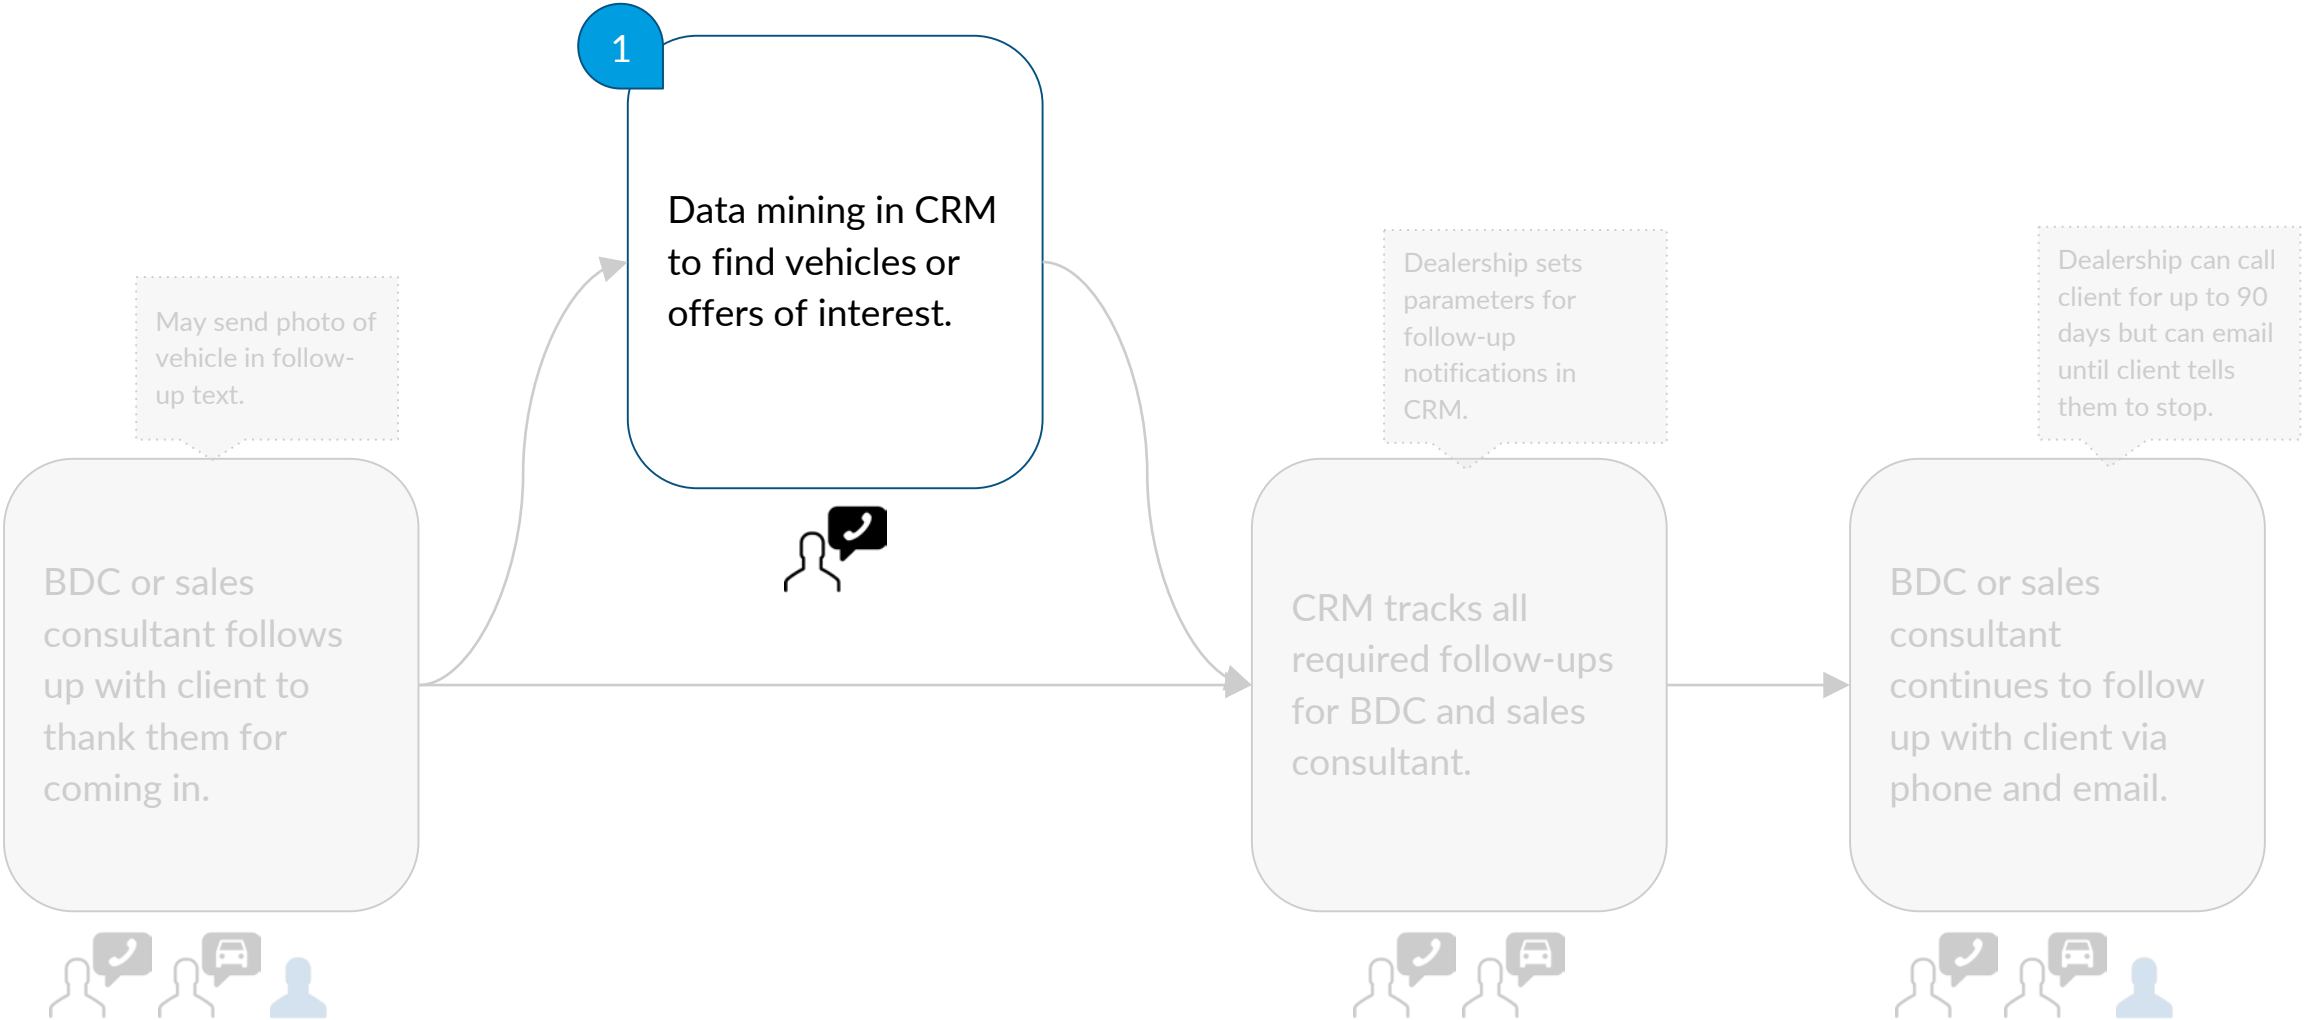 1
Data mining in CRM
to find vehicles or
offers of interest.
May send photo of
vehicle in follow-
up text.
BDC or sales
consultant follows
up with client to
thank them for
coming in.
Dealership sets
parameters for
follow-up
notifications in
CRM.
CRM tracks all
required follow-ups
for BDC and sales
consultant.
Dealership can call
client for up to 90
days but can email
until client tells
them to stop.
BDC or sales
consultant
continues to follow
up with client via
phone and email.